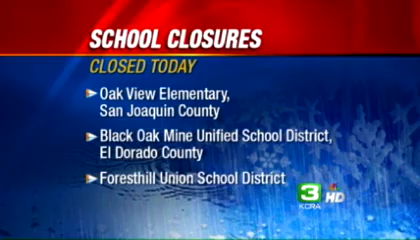 SCHOOL CLOSURES
CLOSED TODAY
Oak View Elementary,
San Joaquin County
Black Oak Mine Unified School District,
El Dorado County
Foresthill Union School District
3 HD
KCRA